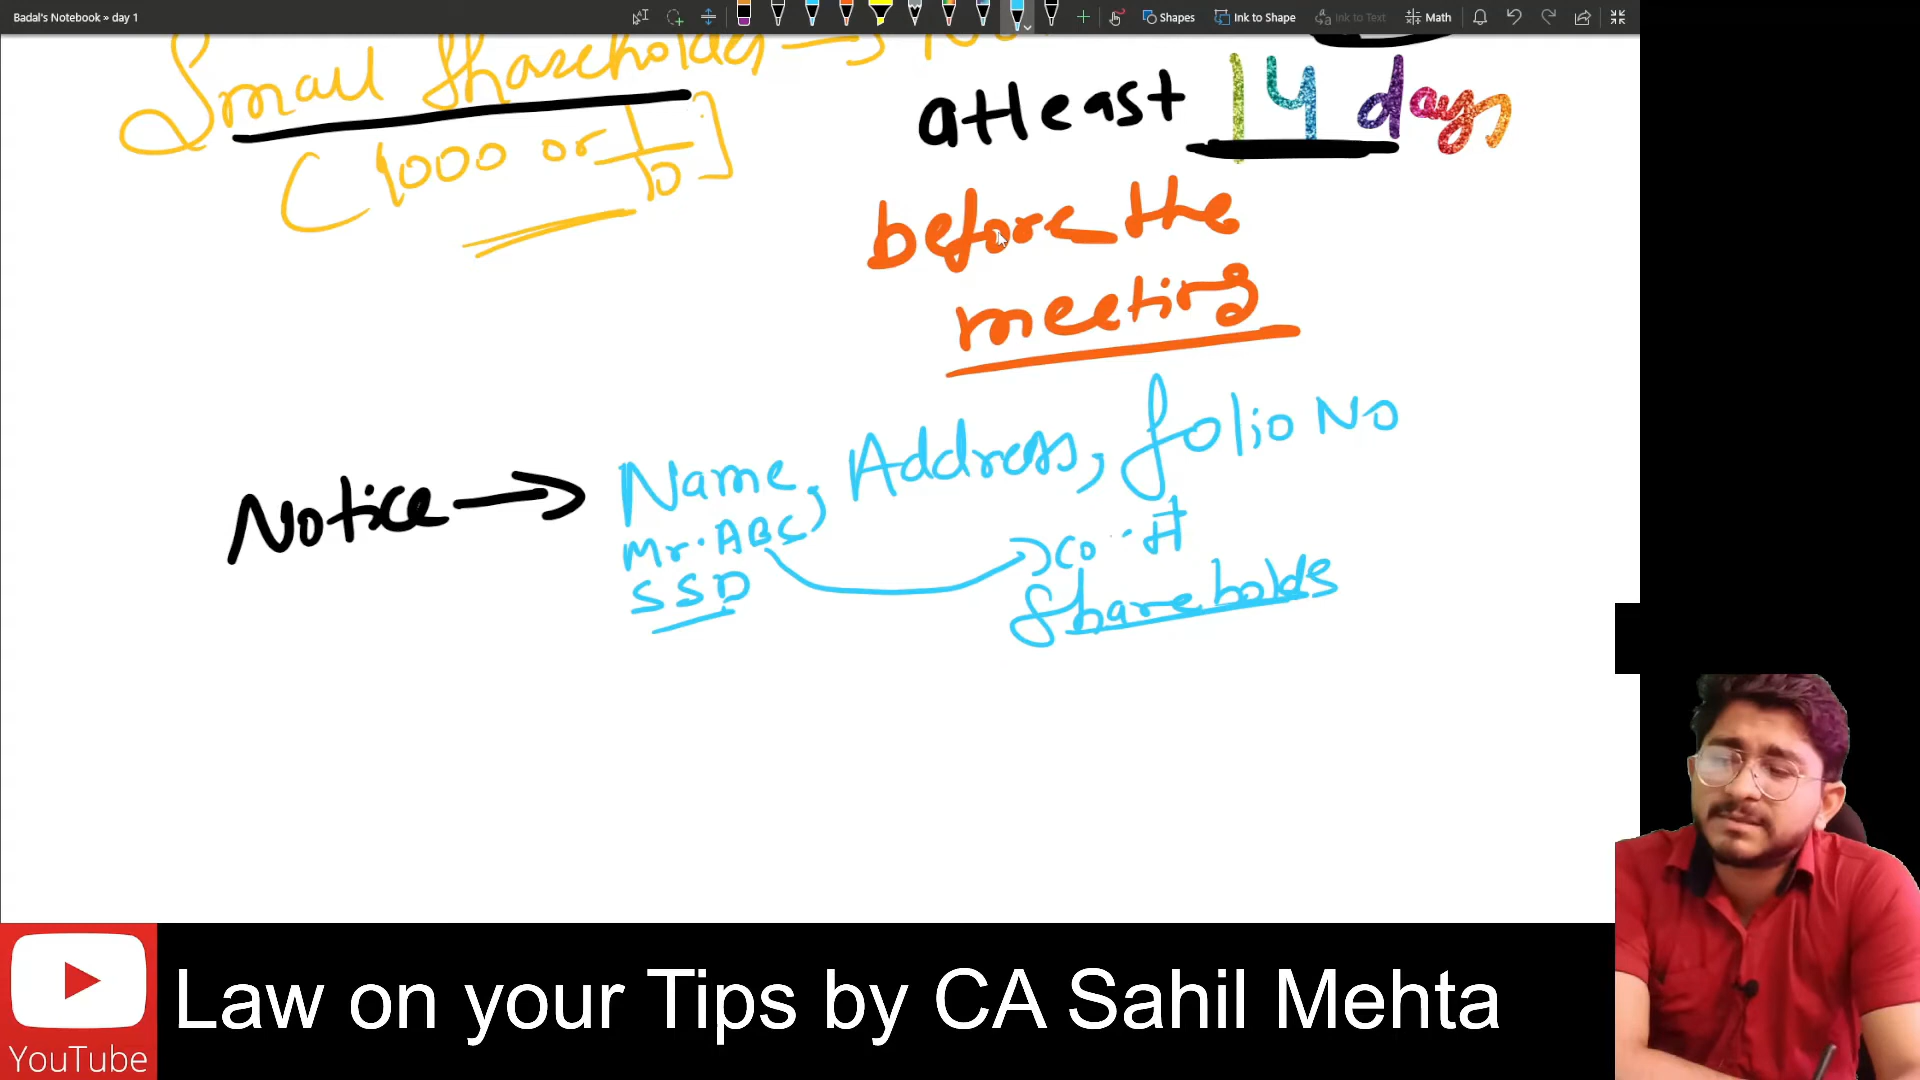 Badal's Notebook » day 1
Shapes Ink to Shape Ink to Text Math
Small Shareholder →
(1000 or 1/10]
atleast 14 days
before the
meeting
Notice → Name, Address, folio No
Mr. ABC
SSD
Shareholds
YouTube
Law on your Tips by CA Sahil Mehta